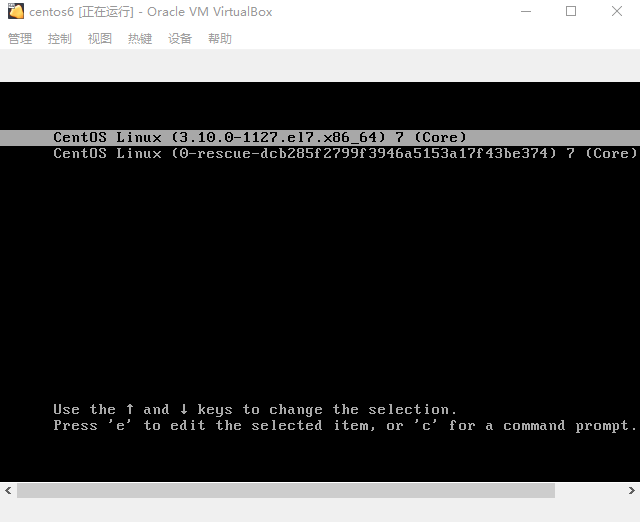 centos6 [正在运行] - Oracle VM VirtualBox
管理 控制 视图 热键 设备 帮助
CentOS Linux (3.10.0-1127.el7.x86_64) 7 (Core)
CentOS Linux (0-rescue-dcb285f2799f3946a5153a17f43be374) 7 (Core)
Use the ↑ and ↓ keys to change the selection.
Press 'e' to edit the selected item, or 'c' for a command prompt.